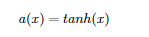 a(x) = tanh(x)